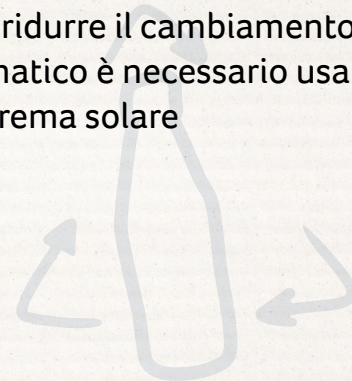 ridurre il cambiamento
matico è necessario usa
rema solare